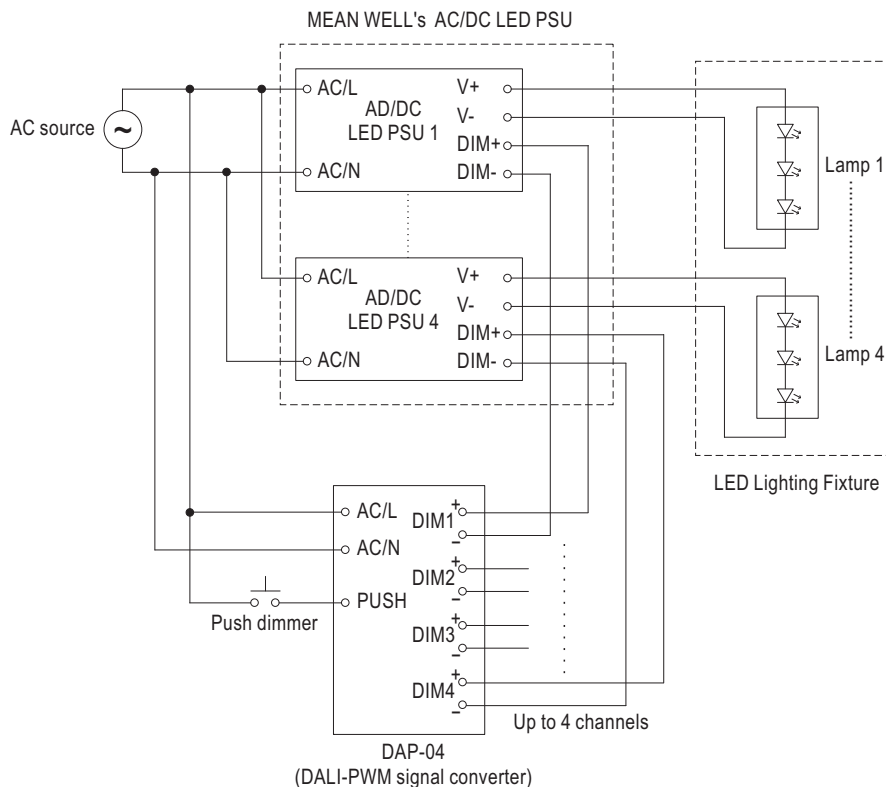 MEAN WELL's AC/DC LED PSU
AC source
~
AC/L
AD/DC
LED PSU 1
AC/N
V+
V-
DIM+
DIM-
Lamp 1
AC/L
AD/DC
LED PSU 4
AC/N
V+
V-
DIM+
DIM-
Lamp 4
LED Lighting Fixture
AC/L
AC/N
PUSH
Push dimmer
DIM1
+
−
DIM2
+
−
DIM3
+
−
DIM4
+
−
Up to 4 channels
DAP-04
(DALI-PWM signal converter)